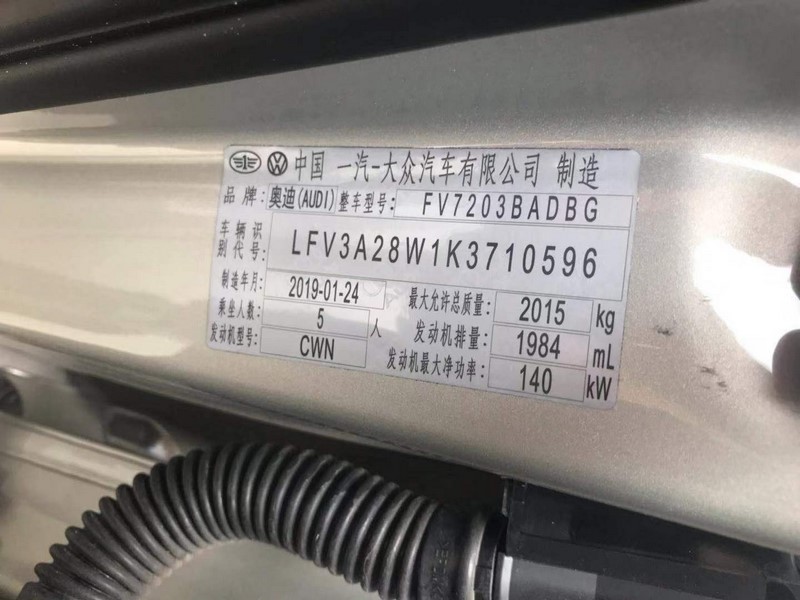 中国 一汽-大众汽车有限公司 制造
品牌: 奥迪(AUDI) 整车型号: FV7203BADBG
车辆识别代号: LFV3A28W1K3710596
制造年月: 2019-01-24 最大允许总质量: 2015 kg
乘坐人数: 5 人 发动机排量: 1984 mL
发动机型号: CWN 发动机最大净功率: 140 kW